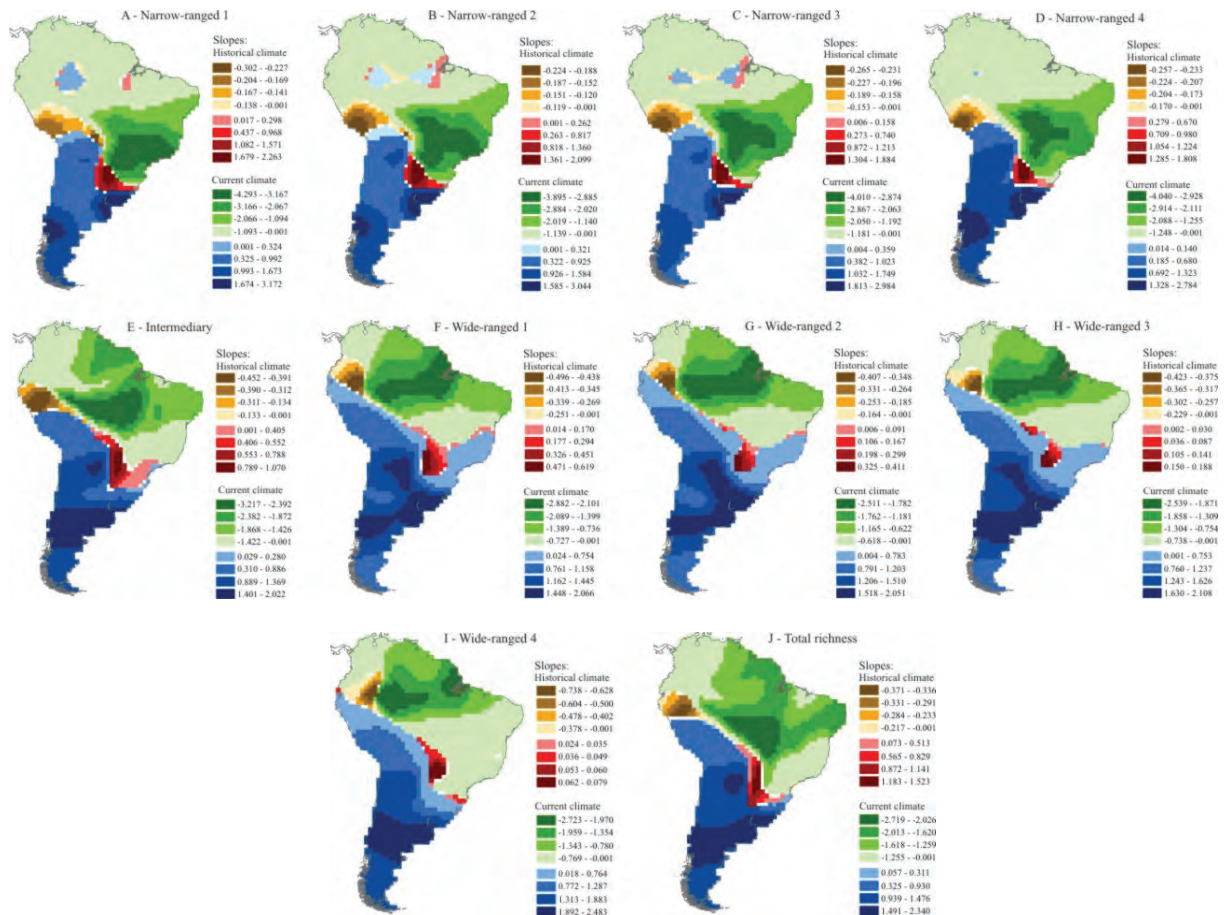 A - Narrow-ranged 1
Slopes:
Historical climate
-0.302 - -0.227
-0.204 - -0.169
-0.167 - -0.141
-0.138 - -0.001
0.017 - 0.298
0.437 - 0.968
1.082 - 1.571
1.679 - 2.263
Current climate
-4.293 - -3.167
-3.166 - -2.067
-2.066 - -1.094
-1.093 - -0.001
0.001 - 0.324
0.325 - 0.992
0.993 - 1.673
1.674 - 3.172
B - Narrow-ranged 2
Slopes:
Historical climate
-0.224 - -0.188
-0.187 - -0.152
-0.151 - -0.120
-0.119 - -0.001
0.001 - 0.262
0.263 - 0.817
0.818 - 1.360
1.361 - 2.099
Current climate
-3.895 - -2.885
-2.884 - -2.020
-2.019 - -1.140
-1.139 - -0.001
0.001 - 0.321
0.322 - 0.925
0.926 - 1.584
1.585 - 3.044
C - Narrow-ranged 3
Slopes:
Historical climate
-0.265 - -0.231
-0.227 - -0.196
-0.189 - -0.158
-0.153 - -0.001
0.006 - 0.158
0.273 - 0.740
0.872 - 1.213
1.304 - 1.884
Current climate
-4.010 - -2.874
-2.867 - -2.063
-2.050 - -1.192
-1.181 - -0.001
0.004 - 0.359
0.382 - 1.023
1.032 - 1.749
1.813 - 2.984
D - Narrow-ranged 4
Slopes:
Historical climate
-0.257 - -0.233
-0.224 - -0.207
-0.204 - -0.173
-0.170 - -0.001
0.279 - 0.670
0.709 - 0.980
1.054 - 1.224
1.285 - 1.808
Current climate
-4.040 - -2.928
-2.914 - -2.111
-2.088 - -1.255
-1.248 - -0.001
0.014 - 0.140
0.185 - 0.680
0.692 - 1.323
1.328 - 2.784
E - Intermediary
Slopes:
Historical climate
-0.452 - -0.391
-0.390 - -0.312
-0.311 - -0.134
-0.133 - -0.001
0.001 - 0.405
0.406 - 0.552
0.553 - 0.788
0.789 - 1.070
Current climate
-3.217 - -2.392
-2.382 - -1.872
-1.868 - -1.426
-1.422 - -0.001
0.029 - 0.280
0.310 - 0.886
0.889 - 1.369
1.401 - 2.022
F - Wide-ranged 1
Slopes:
Historical climate
-0.496 - -0.438
-0.413 - -0.345
-0.339 - -0.269
-0.251 - -0.001
0.014 - 0.170
0.177 - 0.294
0.326 - 0.451
0.471 - 0.619
Current climate
-2.882 - -2.101
-2.089 - -1.399
-1.389 - -0.736
-0.727 - -0.001
0.024 - 0.754
0.761 - 1.158
1.162 - 1.445
1.448 - 2.066
G - Wide-ranged 2
Slopes:
Historical climate
-0.407 - -0.348
-0.331 - -0.264
-0.253 - -0.185
-0.164 - -0.001
0.006 - 0.091
0.106 - 0.167
0.198 - 0.299
0.325 - 0.411
Current climate
-2.511 - -1.782
-1.762 - -1.181
-1.165 - -0.622
-0.618 - -0.001
0.004 - 0.783
0.791 - 1.203
1.206 - 1.510
1.518 - 2.051
H - Wide-ranged 3
Slopes:
Historical climate
-0.423 - -0.375
-0.365 - -0.317
-0.302 - -0.257
-0.229 - -0.001
0.002 - 0.030
0.036 - 0.087
0.105 - 0.141
0.150 - 0.188
Current climate
-2.539 - -1.871
-1.858 - -1.309
-1.304 - -0.754
-0.738 - -0.001
0.001 - 0.753
0.760 - 1.237
1.243 - 1.626
1.630 - 2.108
I - Wide-ranged 4
Slopes:
Historical climate
-0.738 - -0.628
-0.604 - -0.500
-0.478 - -0.402
-0.378 - -0.001
0.024 - 0.035
0.036 - 0.049
0.053 - 0.060
0.062 - 0.079
Current climate
-2.723 - -1.970
-1.959 - -1.354
-1.343 - -0.780
-0.769 - -0.001
0.018 - 0.764
0.772 - 1.287
1.313 - 1.883
1.892 - 2.483
J - Total richness
Slopes:
Historical climate
-0.371 - -0.336
-0.331 - -0.291
-0.284 - -0.233
-0.217 - -0.001
0.073 - 0.513
0.565 - 0.829
0.872 - 1.141
1.183 - 1.523
Current climate
-2.719 - -2.026
-2.013 - -1.620
-1.618 - -1.259
-1.255 - -0.001
0.057 - 0.311
0.325 - 0.930
0.939 - 1.476
1.491 - 2.340